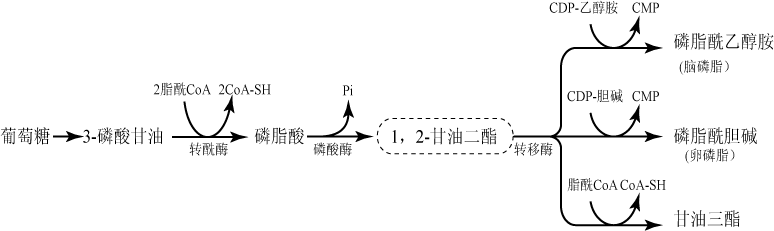 CDP-乙醇胺 CMP
磷脂酰乙醇胺
(脑磷脂)
2脂酰CoA 2CoA-SH
Pi
CDP-胆碱 CMP
葡萄糖 3-磷酸甘油 磷脂酸 1，2-甘油二酯 磷脂酰胆碱
转酰酶 磷酸酶 转移酶 (卵磷脂)
脂酰CoA CoA-SH
甘油三酯